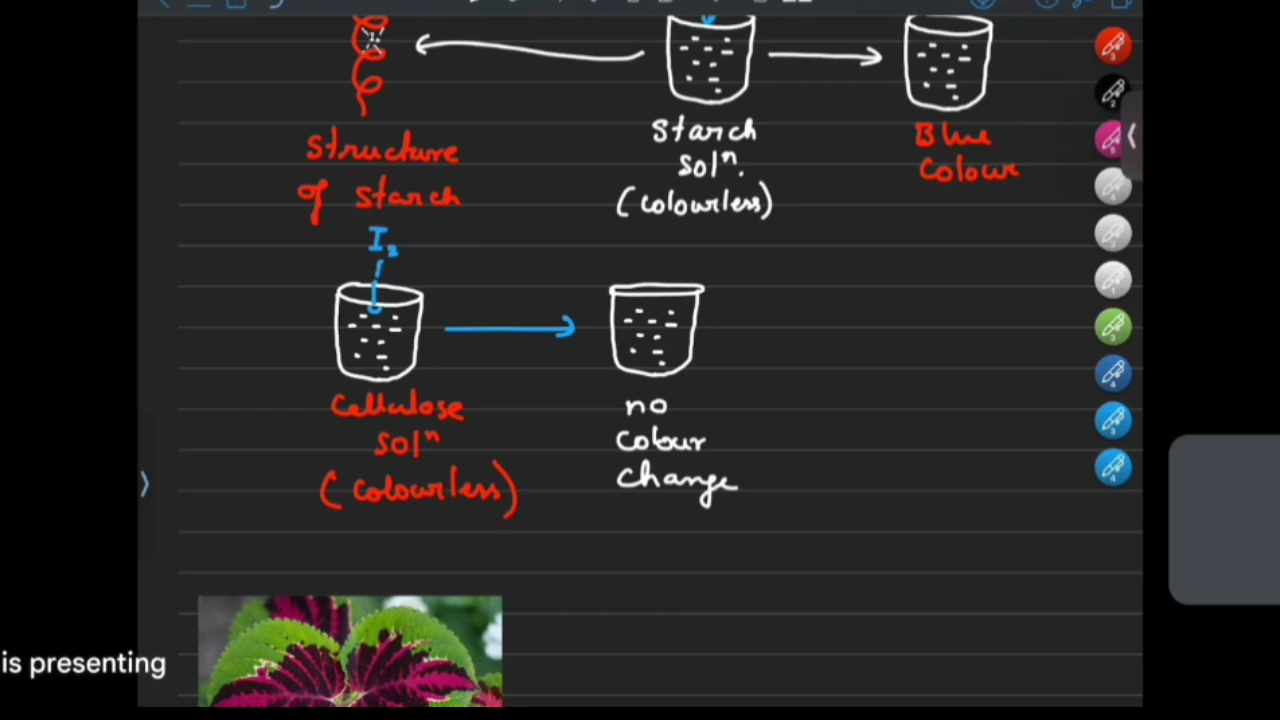 Structure
of starch
Starch
Solⁿ.
(Colourless)
Blue
Colour
I₂
Cellulose
Solⁿ
(Colourless)
no
Colour
Change
is presenting